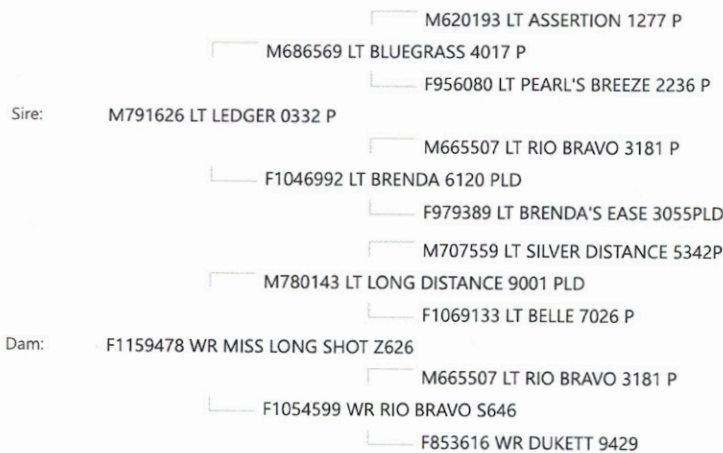 M620193 LT ASSERTION 1277 P
M686569 LT BLUEGRASS 4017 P
F956080 LT PEARL'S BREEZE 2236 P
Sire: M791626 LT LEDGER 0332 P
M665507 LT RIO BRAVO 3181 P
F1046992 LT BRENDA 6120 PLD
F979389 LT BRENDA'S EASE 3055PLD
M707559 LT SILVER DISTANCE 5342P
M780143 LT LONG DISTANCE 9001 PLD
F1069133 LT BELLE 7026 P
Dam: F1159478 WR MISS LONG SHOT Z626
M665507 LT RIO BRAVO 3181 P
F1054599 WR RIO BRAVO S646
F853616 WR DUKETT 9429